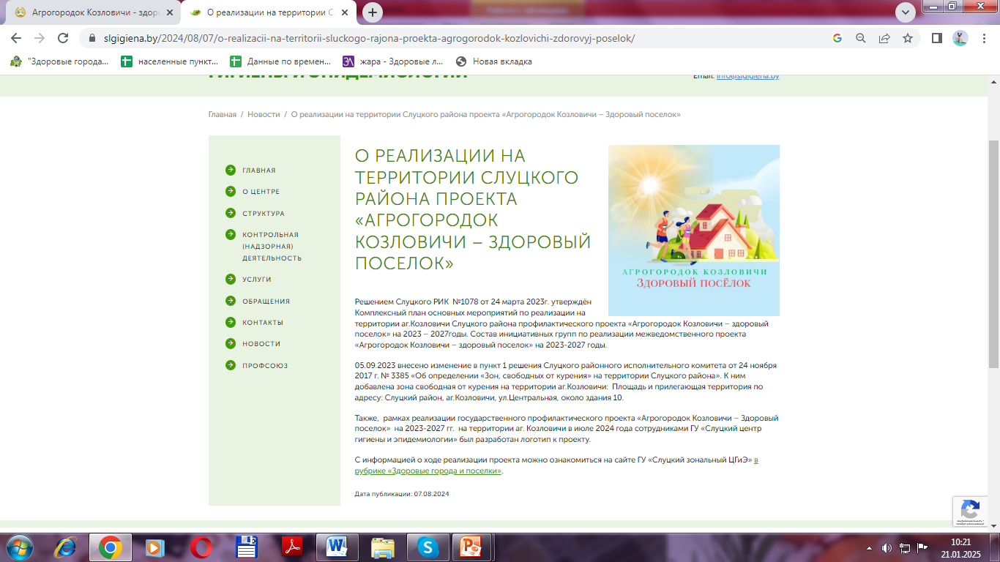 Агрогородок Козловичи - здор
О реализации на территории С
slgigiena.by/2024/08/07/o-realizacii-na-territorii-sluckogo-rajona-proekta-agrogorodok-kozlovichi-zdorovyj-poselok/
"Здоровые города...
населенные пункт...
Данные по времен...
жара - Здоровые л...
Новая вкладка
ГИГИЕНЫ И ЭПИДЕМИОЛОГИИ
Email: info@slgigiena.by
Главная / Новости / О реализации на территории Слуцкого района проекта «Агрогородок Козловичи – Здоровый поселок»
ГЛАВНАЯ
О ЦЕНТРЕ
СТРУКТУРА
КОНТРОЛЬНАЯ
(НАДЗОРНАЯ)
ДЕЯТЕЛЬНОСТЬ
УСЛУГИ
ОБРАЩЕНИЯ
КОНТАКТЫ
НОВОСТИ
ПРОФСОЮЗ
О РЕАЛИЗАЦИИ НА
ТЕРРИТОРИИ СЛУЦКОГО
РАЙОНА ПРОЕКТА
«АГРОГОРОДОК
КОЗЛОВИЧИ – ЗДОРОВЫЙ
ПОСЕЛОК»
АГРОГОРОДОК КОЗЛОВИЧИ
ЗДОРОВЫЙ ПОСЁЛОК
Решением Слуцкого РИК №1078 от 24 марта 2023г. утверждён
Комплексный план основных мероприятий по реализации на
территории аг.Козловичи Слуцкого района профилактического проекта «Агрогородок Козловичи – здоровый
поселок» на 2023 – 2027годы. Состав инициативных групп по реализации межведомственного проекта
«Агрогородок Козловичи – здоровый поселок» на 2023-2027 годы.
05.09.2023 внесено изменение в пункт 1 решения Слуцкого районного исполнительного комитета от 24 ноября
2017 г. № 3385 «Об определении «Зон, свободных от курения» на территории Слуцкого района». К ним
добавлена зона свободная от курения на территории аг.Козловичи: Площадь и прилегающая территория по
адресу: Слуцкий район, аг.Козловичи, ул.Центральная, около здания 10.
Также, рамках реализации государственного профилактического проекта «Агрогородок Козловичи – Здоровый
поселок» на 2023-2027 гг. на территории аг. Козловичи в июле 2024 года сотрудниками ГУ «Слуцкий центр
гигиены и эпидемиологии» был разработан логотип к проекту.
С информацией о ходе реализации проекта можно ознакомиться на сайте ГУ «Слуцкий зональный ЦГиЭ» в
рубрике «Здоровые города и поселки».
Дата публикации: 07.08.2024
10:21
21.01.2025